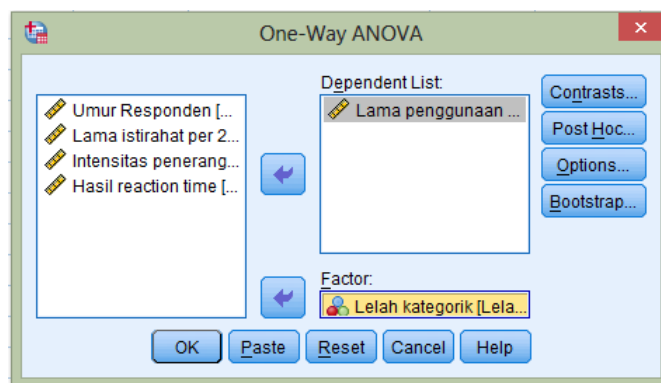 One-Way ANOVA
Umur Responden [...
Lama istirahat per 2...
Intensitas penerang...
Hasil reaction time [...
Dependent List:
Lama penggunaan ...
Factor:
Lelah kategorik [Lela...
Contrasts...
Post Hoc...
Options...
Bootstrap...
OK
Paste
Reset
Cancel
Help